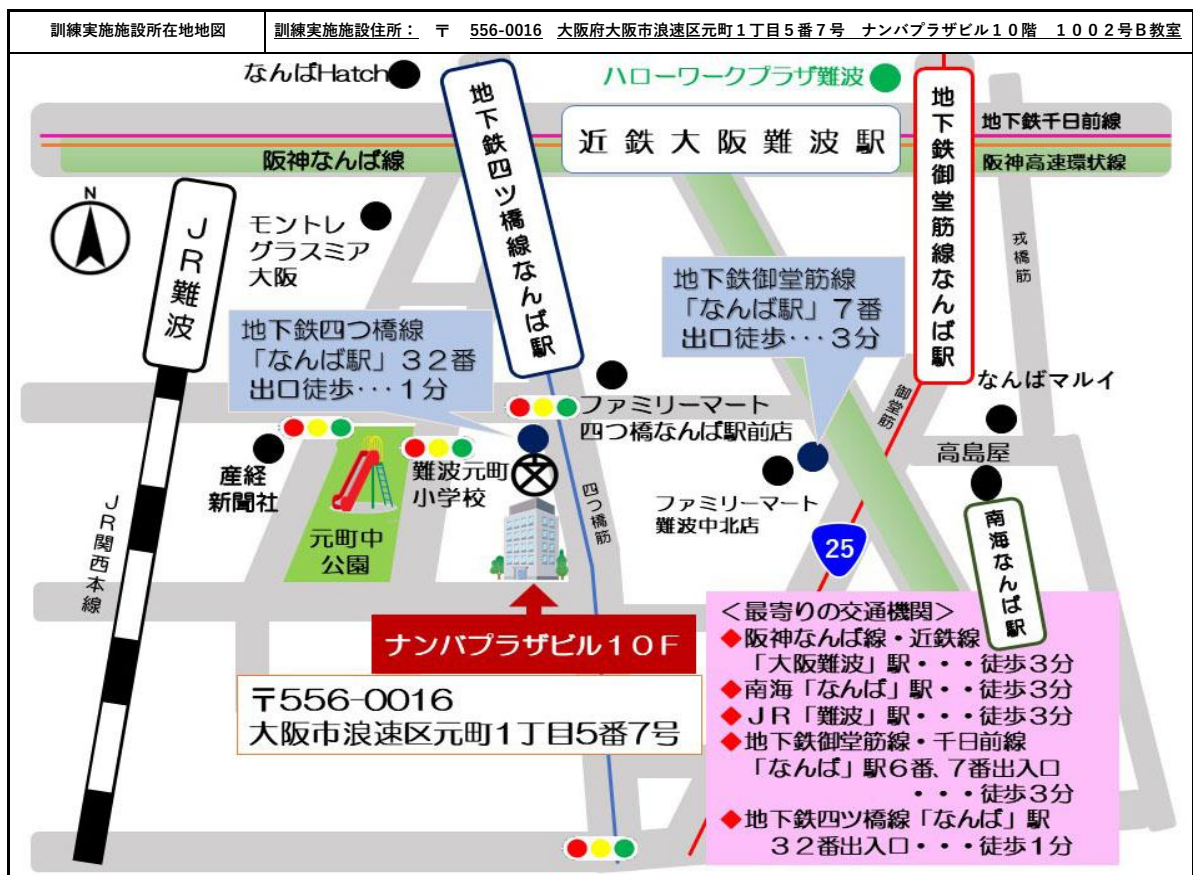 訓練実施施設所在地地図
訓練実施施設住所： 〒 556-0016 大阪府大阪市浪速区元町１丁目５番７号 ナンバプラザビル１０階 １００２号Ｂ教室
なんばHatch
ハローワークプラザ難波
地下鉄四ツ橋線なんば駅
近鉄大阪難波駅
地下鉄御堂筋線なんば駅
地下鉄千日前線
阪神なんば線
阪神高速環状線
N
ＪＲ難波
モントレ
グラスミア
大阪
戎橋筋
地下鉄御堂筋線
「なんば駅」７番
出口徒歩･･･３分
地下鉄四つ橋線
「なんば駅」３２番
出口徒歩･･･１分
御堂筋
なんばマルイ
ファミリーマート
四つ橋なんば駅前店
高島屋
産経
新聞社
難波元町
小学校
文
四つ橋筋
ファミリーマート
難波中北店
ＪＲ関西本線
元町中
公園
25
南海なんば駅
ナンバプラザビル１０Ｆ
〒556-0016
大阪市浪速区元町1丁目5番7号
＜最寄りの交通機関＞
◆阪神なんば線・近鉄線
「大阪難波」駅・・・徒歩３分
◆南海「なんば」駅・・徒歩３分
◆ＪＲ「難波」駅・・・徒歩３分
◆地下鉄御堂筋線・千日前線
「なんば」駅６番、７番出入口
・・・徒歩３分
◆地下鉄四ツ橋線「なんば」駅
３２番出入口・・・徒歩１分